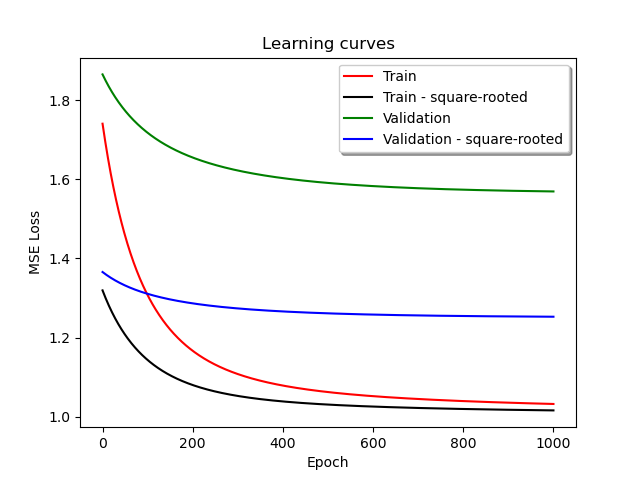 Learning curves
Train
Train - square-rooted
Validation
Validation - square-rooted
MSE Loss
1.8
1.6
1.4
1.2
1.0
0 200 400 600 800 1000
Epoch